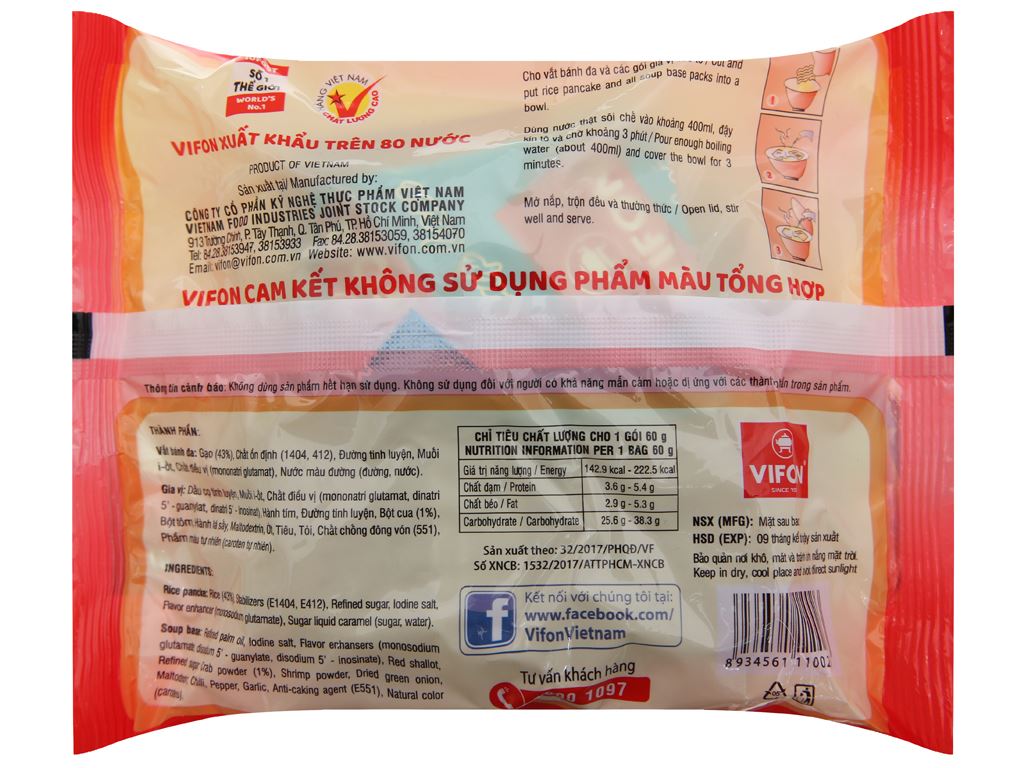 SỐ 1
THẾ GIỚI
WORLD'S
No.1
VÀNG VIỆT NAM
CHẤT LƯỢNG CAO
VIFON XUẤT KHẨU TRÊN 80 NƯỚC
PRODUCT OF VIETNAM
Sản xuất tại/ Manufactured by:
CÔNG TY CỔ PHẦN KỸ NGHỆ THỰC PHẨM VIỆT NAM
VIETNAM FOOD INDUSTRIES JOINT STOCK COMPANY
913 Trường Chinh, P. Tây Thạnh, Q. Tân Phú, TP. Hồ Chí Minh, Việt Nam
Tel: 84.28.38153947, 38153933 Fax: 84.28.38153059, 38154070
Email: vifon@vifon.com.vn Website: www.vifon.com.vn
Cho vắt bánh đa và các gói gia vị / Cut and
put rice pancake and all soup base packs into a
bowl.
Dùng nước thật sôi chế vào khoảng 400ml, đậy
kín tô và chờ khoảng 3 phút / Pour enough boiling
water (about 400ml) and cover the bowl for 3
minutes.
Mở nắp, trộn đều và thường thức / Open lid, stir
well and serve.
1
2
3
VIFON CAM KẾT KHÔNG SỬ DỤNG PHẨM MÀU TỔNG HỢP
Thông tin cảnh báo: Không dùng sản phẩm hết hạn sử dụng. Không sử dụng đối với người có khả năng mẫn cảm hoặc dị ứng với các thành phần trong sản phẩm.
THÀNH PHẦN:
Vắt bánh đa: Gạo (43%), Chất ổn định (1404, 412), Đường tinh luyện, Muối
i-ốt, Chất điều vị (mononatri glutamat), Nước màu đường (đường, nước).
Gia vị: Dầu cọ tinh luyện, Muối i-ốt, Chất điều vị (mononatri glutamat, dinatri
5' - guanylat, dinatri 5' - inosinat), Hành tím, Đường tinh luyện, Bột cua (1%),
Bột tôm, Hành lá sấy, Maltodextrin, Ớt, Tiêu, Tỏi, Chất chống đông vón (551),
Phẩm màu tự nhiên (caroten tự nhiên).
INGREDIENTS:
Rice pancake: Rice (43%), Stabilizers (E1404, E412), Refined sugar, Iodine salt,
Flavor enhancer (monosodium glutamate), Sugar liquid caramel (sugar, water).
Soup base: Refined palm oil, Iodine salt, Flavor enhansers (monosodium
glutamate, disodium 5' - guanylate, disodium 5' - inosinate), Red shallot,
Refined sugar, Crab powder (1%), Shrimp powder, Dried green onion,
Maltodextrin, Chilli, Pepper, Garlic, Anti-caking agent (E551), Natural color
CHỈ TIÊU CHẤT LƯỢNG CHO 1 GÓI 60 g
NUTRITION INFORMATION PER 1 BAG 60 g
Giá trị năng lượng / Energy 142.9 kcal - 222.5 kcal
Chất đạm / Protein 3.6 g - 5.4 g
Chất béo / Fat 2.9 g - 5.3 g
Carbohydrate / Carbohydrate 25.6 g - 38.3 g
Sản xuất theo: 32/2017/PHQĐ/VF
Số XNCB: 1532/2017/ATTPHCM-XNCB
Kết nối với chúng tôi tại:
www.facebook.com/
VifonVietnam
Tư vấn khách hàng
1097
VIFON
NSX (MFG): Mặt sau bao
HSD (EXP): 09 tháng kể từ ngày sản xuất
Bảo quản nơi khô, mát và tránh ánh nắng mặt trời.
Keep in dry, cool place and avoid direct sunlight
8 934561 11002